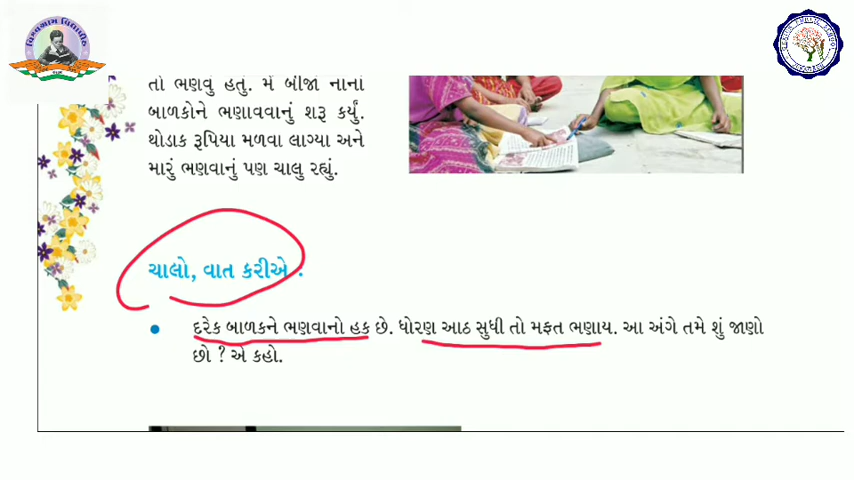 વિશ્વગ્રામ વિદ્યાપીઠ
તો ભણવું હતું. મેં બીજાં નાનાં
બાળકોને ભણાવવાનું શરૂ કર્યું.
થોડાક રૂપિયા મળવા લાગ્યા અને
મારું ભણવાનું પણ ચાલુ રહ્યું.
ચાલો, વાત કરીએ :
• દરેક બાળકને ભણવાનો હક છે. ધોરણ આઠ સુધી તો મફત ભણાય. આ અંગે તમે શું જાણો
છો ? એ કહો.